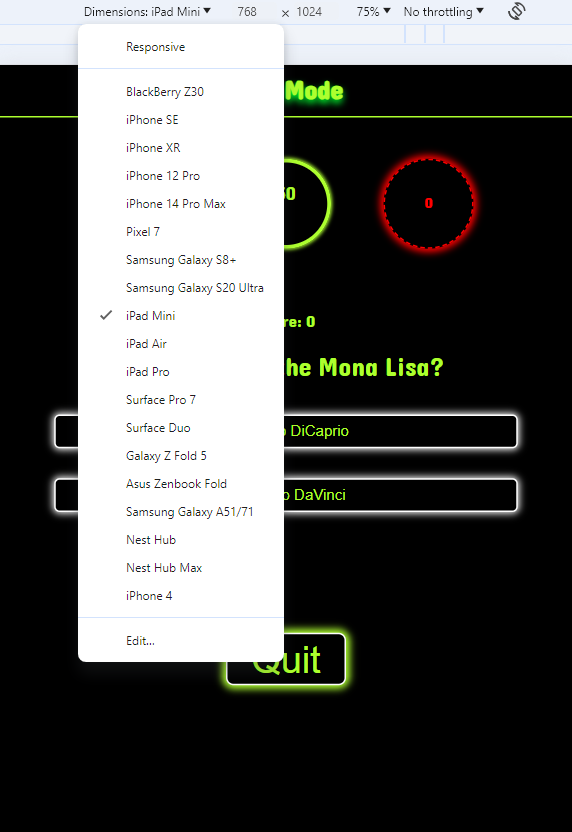 Dimensions: iPad Mini 768 × 1024 75% No throttling
Responsive
BlackBerry Z30
Mode
iPhone SE
iPhone XR
iPhone 12 Pro
50
0
iPhone 14 Pro Max
Pixel 7
Samsung Galaxy S8+
Samsung Galaxy S20 Ultra
iPad Mini
re: 0
iPad Air
iPad Pro
he Mona Lisa?
Surface Pro 7
Surface Duo
o DiCaprio
Galaxy Z Fold 5
Asus Zenbook Fold
o DaVinci
Samsung Galaxy A51/71
Nest Hub
Nest Hub Max
iPhone 4
Edit...
Quit